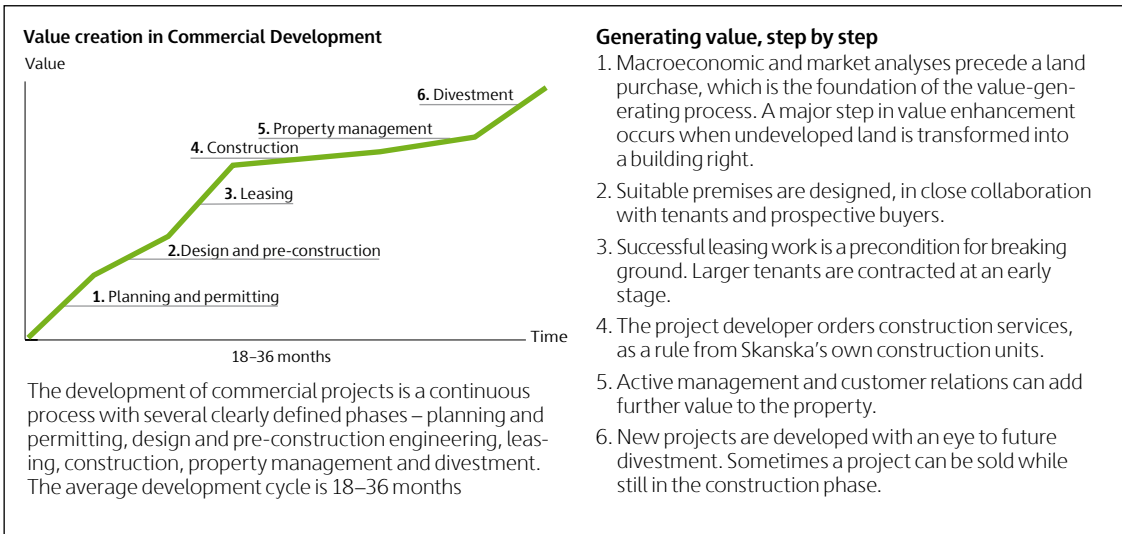 Value creation in Commercial Development
Value
6. Divestment
5. Property management
4. Construction
3. Leasing
2.Design and pre-construction
1. Planning and permitting
Time
18–36 months
The development of commercial projects is a continuous
process with several clearly defined phases – planning and
permitting, design and pre-construction engineering, leas-
ing, construction, property management and divestment.
The average development cycle is 18–36 months
Generating value, step by step
1. Macroeconomic and market analyses precede a land
purchase, which is the foundation of the value-gen-
erating process. A major step in value enhancement
occurs when undeveloped land is transformed into
a building right.
2. Suitable premises are designed, in close collaboration
with tenants and prospective buyers.
3. Successful leasing work is a precondition for breaking
ground. Larger tenants are contracted at an early
stage.
4. The project developer orders construction services,
as a rule from Skanska's own construction units.
5. Active management and customer relations can add
further value to the property.
6. New projects are developed with an eye to future
divestment. Sometimes a project can be sold while
still in the construction phase.